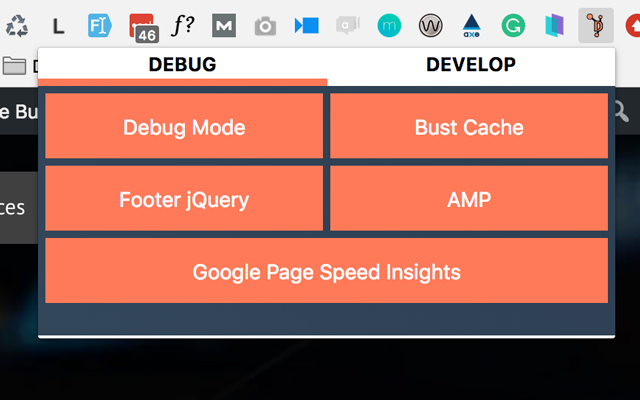 L FI 46 f? M a m W axe G
D
DEBUG DEVELOP
e Bu
Debug Mode Bust Cache
ces
Footer jQuery AMP
Google Page Speed Insights